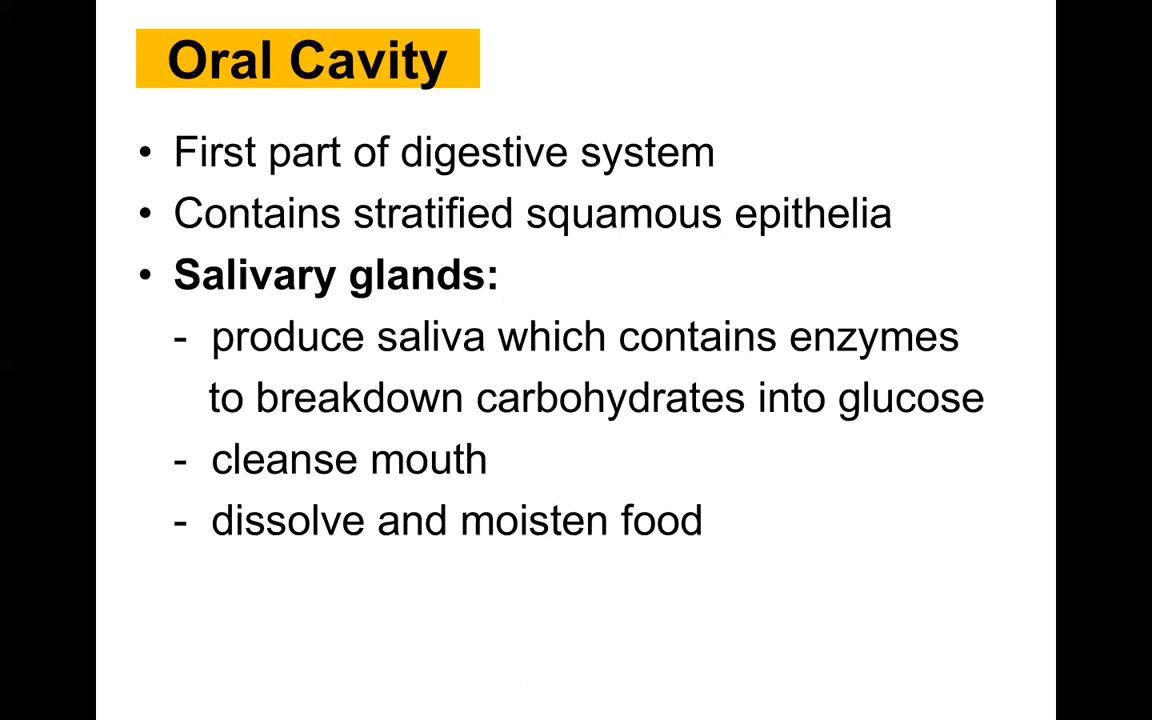 Oral Cavity
• First part of digestive system
• Contains stratified squamous epithelia
• Salivary glands:
- produce saliva which contains enzymes
to breakdown carbohydrates into glucose
- cleanse mouth
- dissolve and moisten food